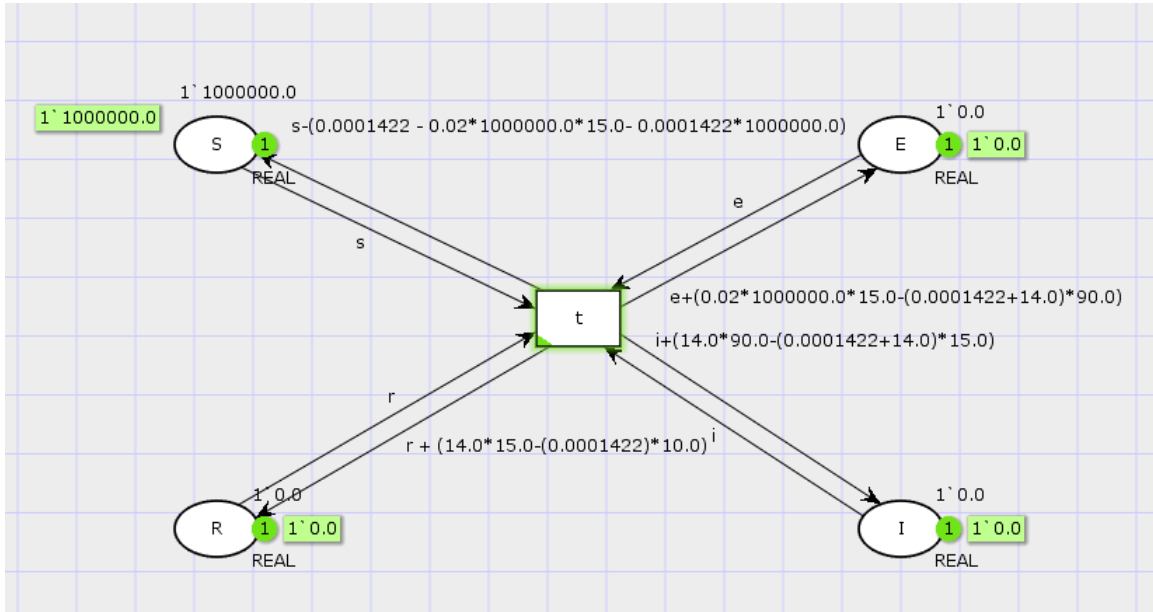 1`1000000.0
1`1000000.0
s-(0.0001422 - 0.02*1000000.0*15.0- 0.0001422*1000000.0)
1`0.0
S
1
REAL
E
1
1`0.0
REAL
e
s
t
e+(0.02*1000000.0*15.0-(0.0001422+14.0)*90.0)
i+(14.0*90.0-(0.0001422+14.0)*15.0)
r
r + (14.0*15.0-(0.0001422)*10.0)
i
1`0.0
1`0.0
R
1
1`0.0
REAL
I
1
1`0.0
REAL